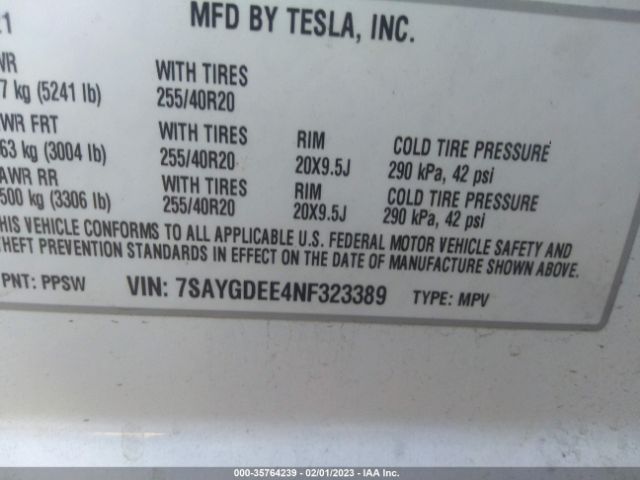 21 MFD BY TESLA, INC.
WR WITH TIRES
7 kg (5241 lb) 255/40R20
WR FRT WITH TIRES RIM COLD TIRE PRESSURE
63 kg (3004 lb) 255/40R20 20X9.5J 290 kPa, 42 psi
AWR RR WITH TIRES RIM COLD TIRE PRESSURE
500 kg (3306 lb) 255/40R20 20X9.5J 290 kPa, 42 psi
HIS VEHICLE CONFORMS TO ALL APPLICABLE U.S. FEDERAL MOTOR VEHICLE SAFETY AND
THEFT PREVENTION STANDARDS IN EFFECT ON THE DATE OF MANUFACTURE SHOWN ABOVE.
PNT: PPSW VIN: 7SAYGDEE4NF323389 TYPE: MPV
000-35764239 - 02/01/2023 - IAA Inc.